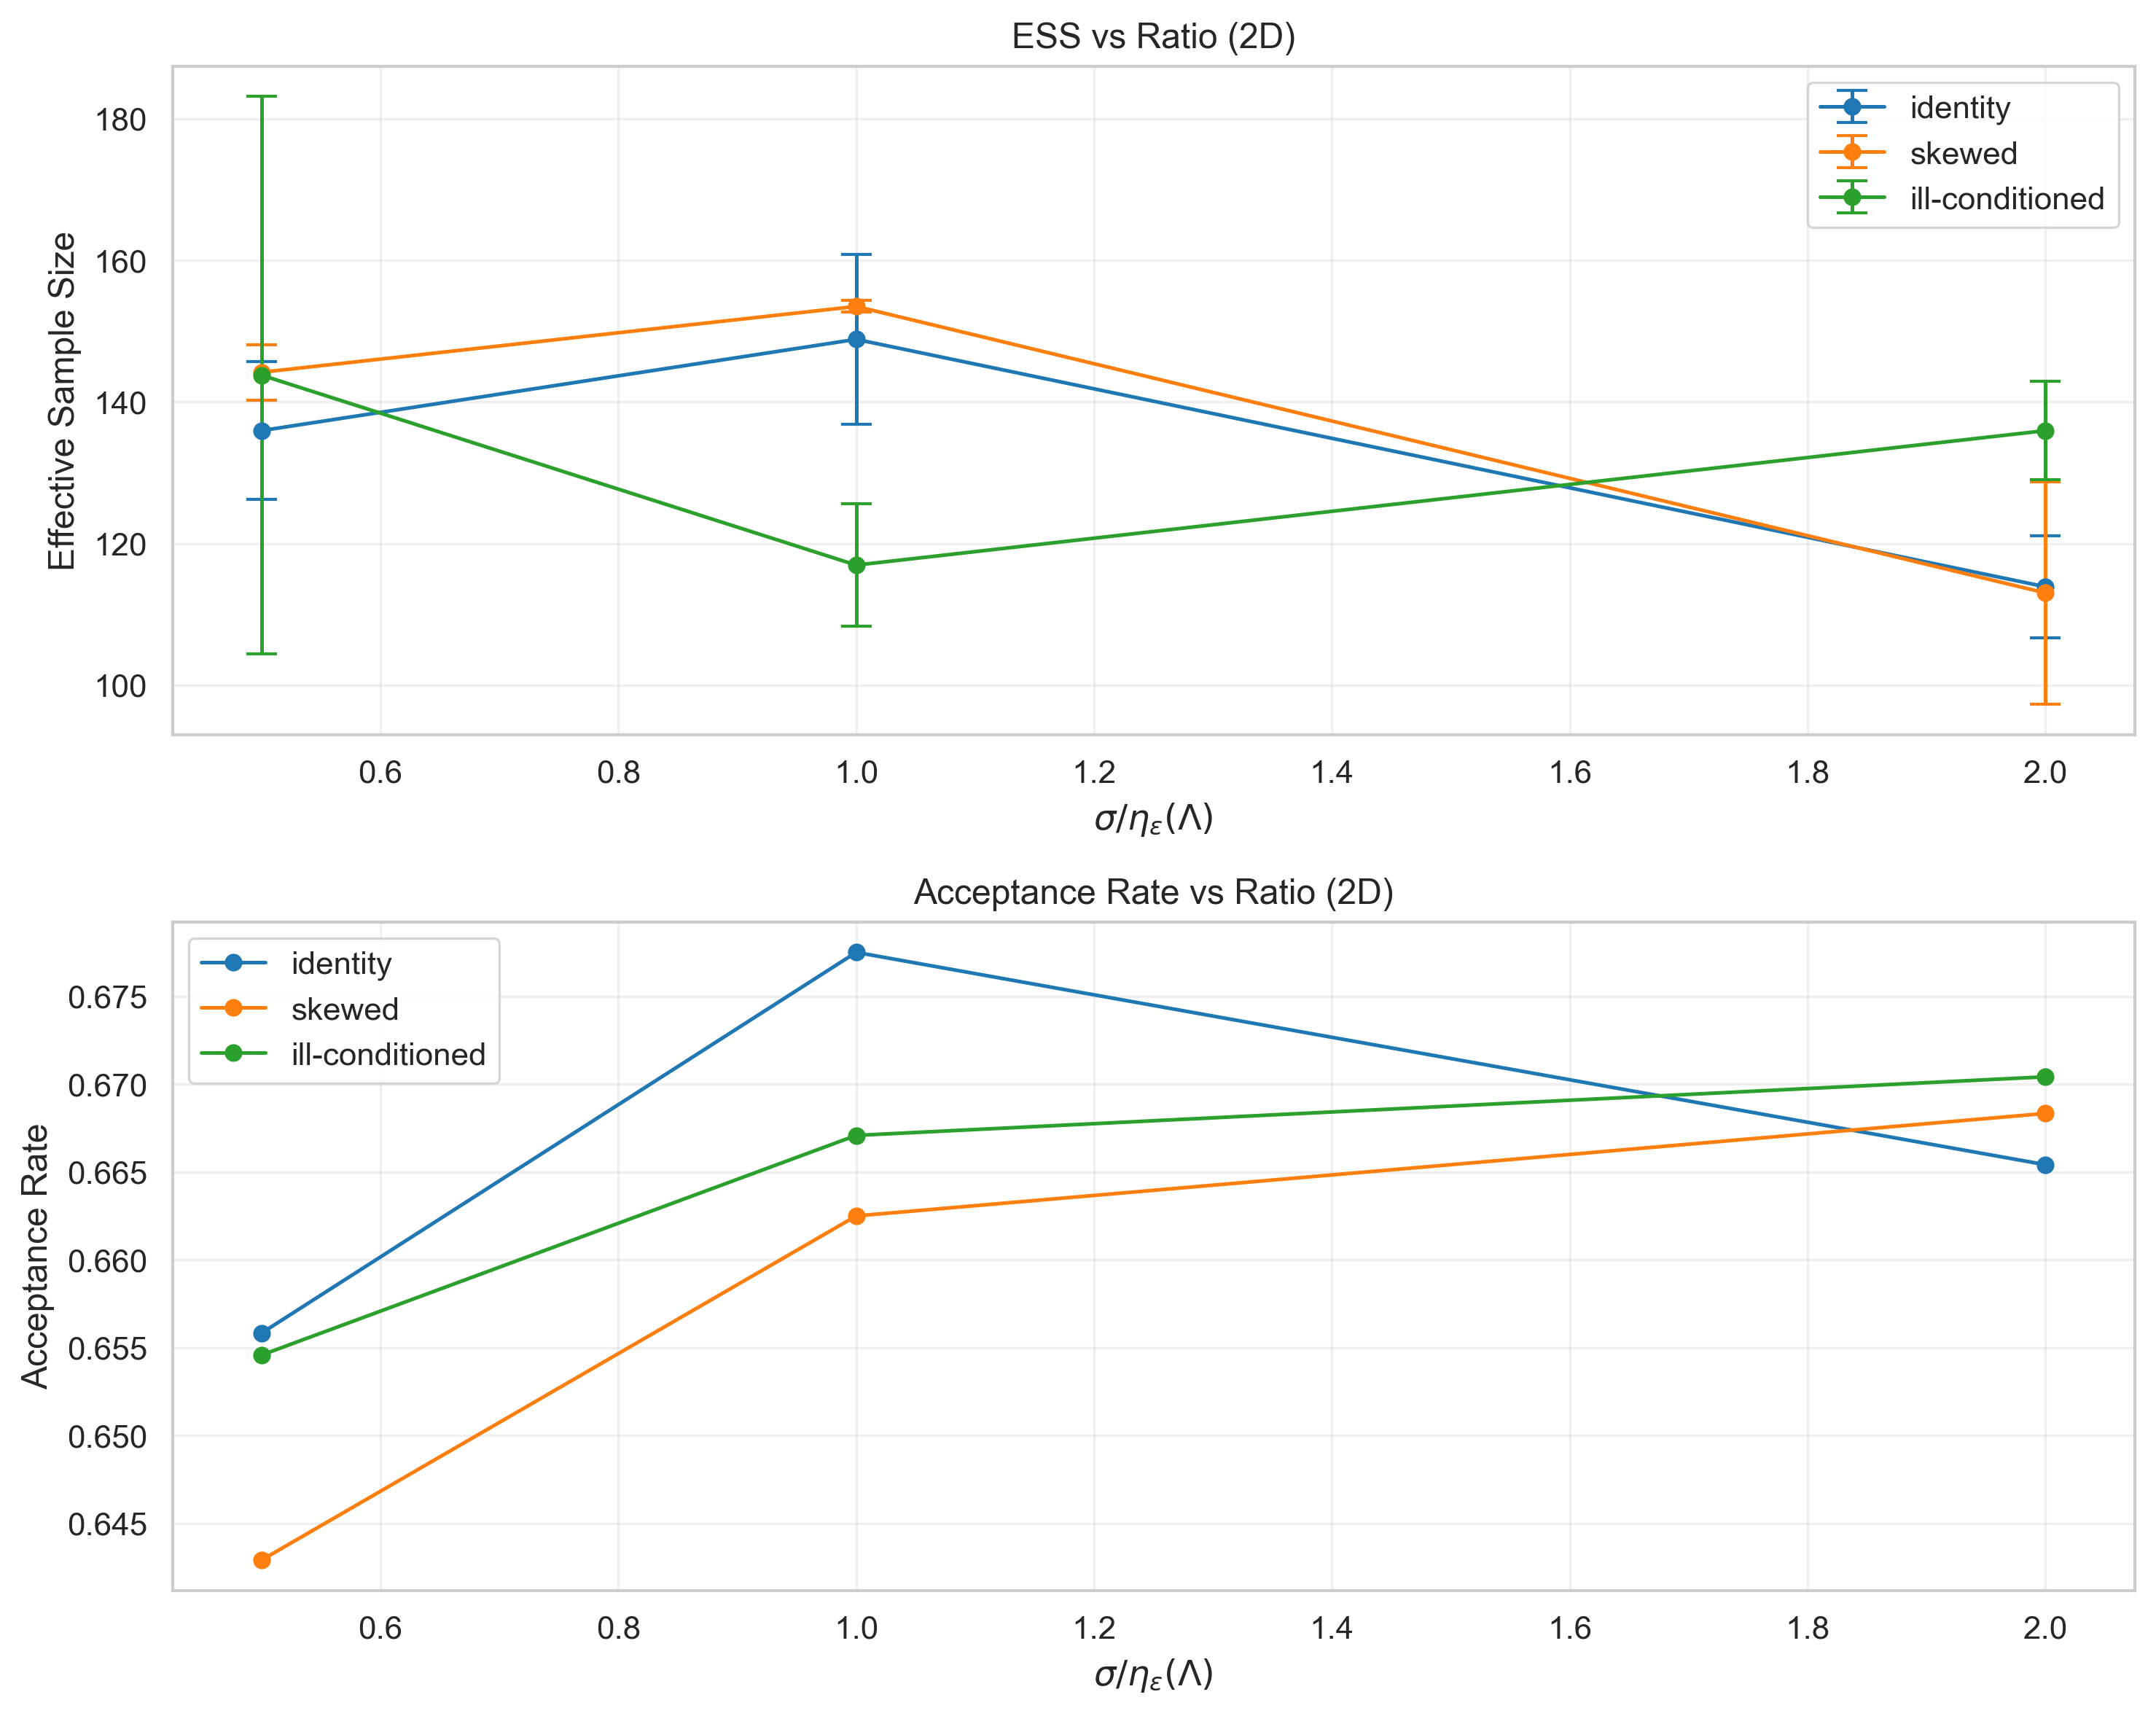 ESS vs Ratio (2D)
Effective Sample Size
180
160
140
120
100
identity
skewed
ill-conditioned
0.6 0.8 1.0 1.2 1.4 1.6 1.8 2.0
σ/ηε(Λ)
Acceptance Rate vs Ratio (2D)
Acceptance Rate
identity
skewed
ill-conditioned
0.675
0.670
0.665
0.660
0.655
0.650
0.645
0.6 0.8 1.0 1.2 1.4 1.6 1.8 2.0
σ/ηε(Λ)